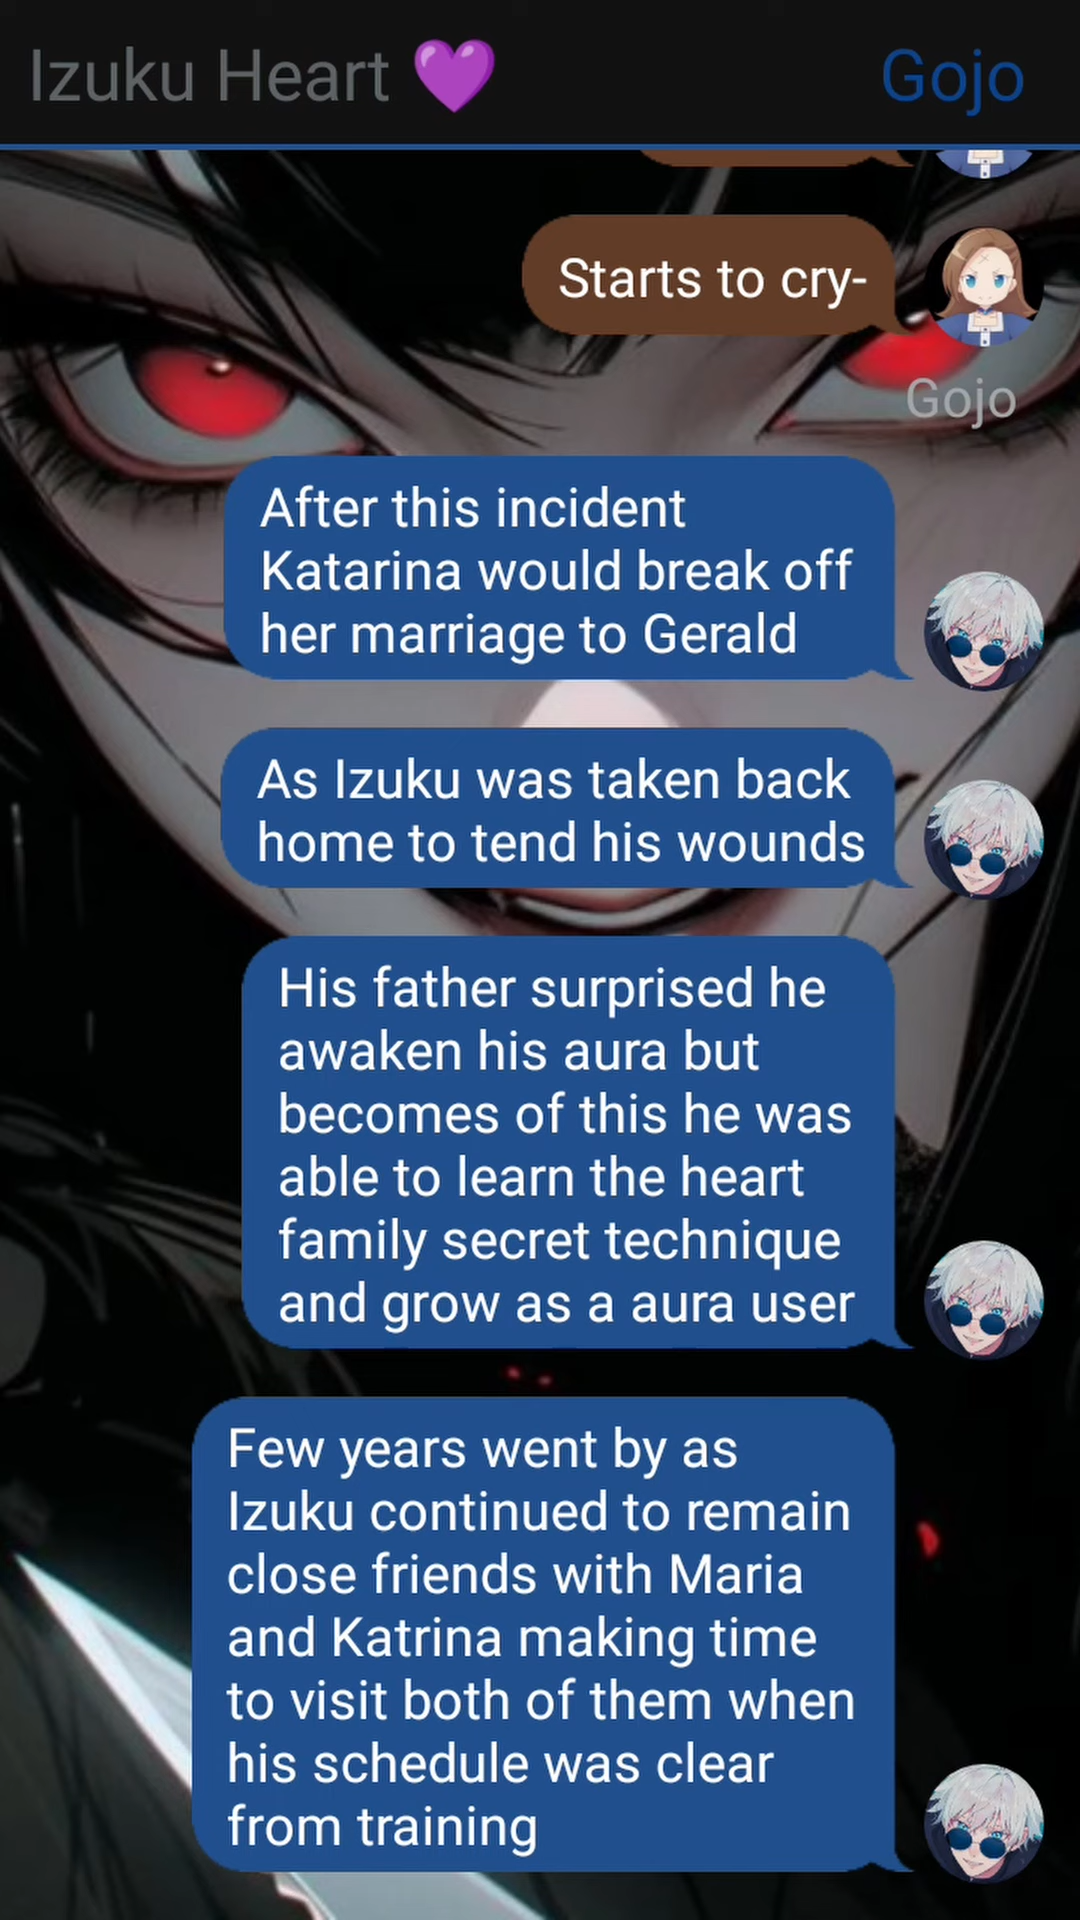 Izuku Heart 💜
Gojo
Starts to cry-
Gojo
After this incident
Katarina would break off
her marriage to Gerald
As Izuku was taken back
home to tend his wounds
His father surprised he
awaken his aura but
becomes of this he was
able to learn the heart
family secret technique
and grow as a aura user
Few years went by as
Izuku continued to remain
close friends with Maria
and Katrina making time
to visit both of them when
his schedule was clear
from training